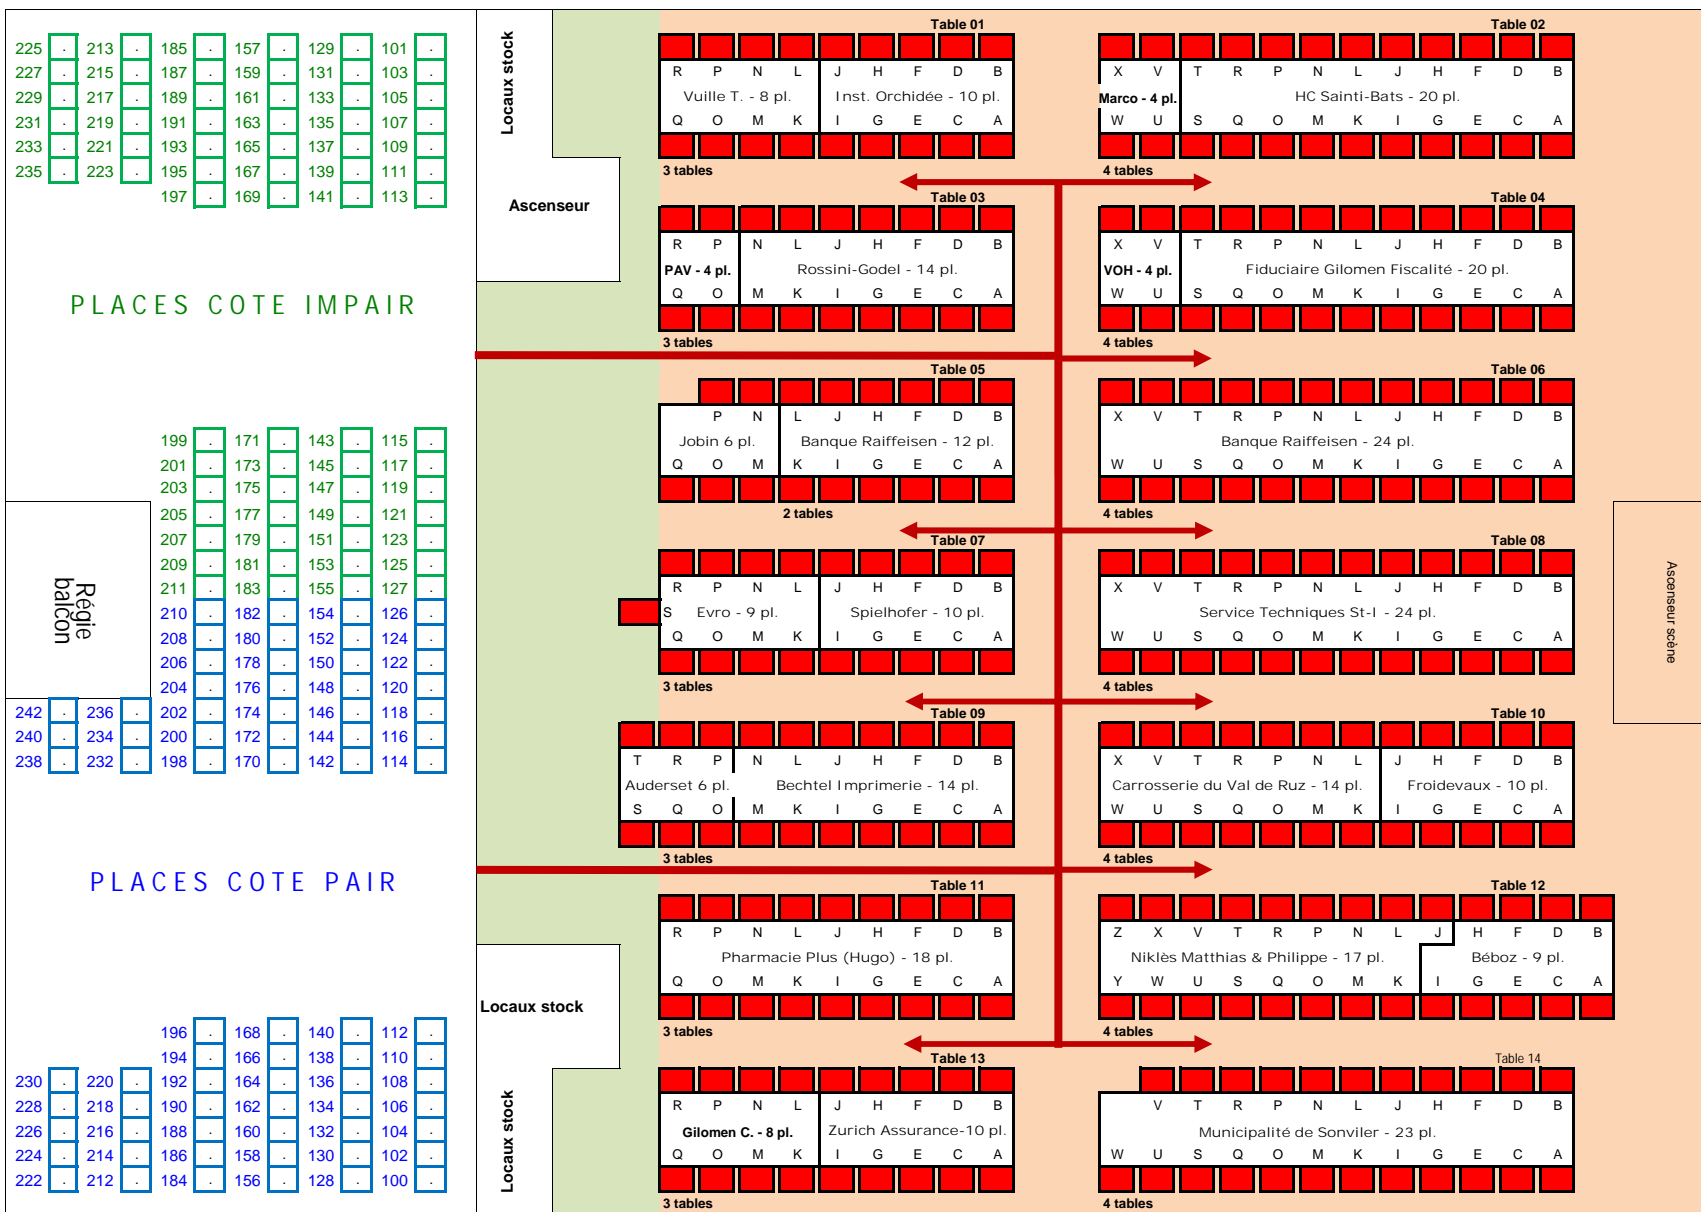 225 . 213 . 185 . 157 . 129 . 101 .
227 . 215 . 187 . 159 . 131 . 103 .
229 . 217 . 189 . 161 . 133 . 105 .
231 . 219 . 191 . 163 . 135 . 107 .
233 . 221 . 193 . 165 . 137 . 109 .
235 . 223 . 195 . 167 . 139 . 111 .
197 . 169 . 141 . 113 .
PLACES COTE IMPAIR
199 . 171 . 143 . 115 .
201 . 173 . 145 . 117 .
203 . 175 . 147 . 119 .
205 . 177 . 149 . 121 .
207 . 179 . 151 . 123 .
209 . 181 . 153 . 125 .
211 . 183 . 155 . 127 .
Régie
balcon
210 . 182 . 154 . 126 .
208 . 180 . 152 . 124 .
206 . 178 . 150 . 122 .
204 . 176 . 148 . 120 .
242 . 236 . 202 . 174 . 146 . 118 .
240 . 234 . 200 . 172 . 144 . 116 .
238 . 232 . 198 . 170 . 142 . 114 .
PLACES COTE PAIR
196 . 168 . 140 . 112 .
194 . 166 . 138 . 110 .
230 . 220 . 192 . 164 . 136 . 108 .
228 . 218 . 190 . 162 . 134 . 106 .
226 . 216 . 188 . 160 . 132 . 104 .
224 . 214 . 186 . 158 . 130 . 102 .
222 . 212 . 184 . 156 . 128 . 100 .
Locaux stock
Ascenseur
Locaux stock
Locaux stock
Table 01
R P N L J H F D B
Vuille T. - 8 pl. Inst. Orchidée - 10 pl.
Q O M K I G E C A
3 tables
Table 02
X V T R P N L J H F D B
Marco - 4 pl. HC Sainti-Bats - 20 pl.
W U S Q O M K I G E C A
4 tables
Table 03
R P N L J H F D B
PAV - 4 pl. Rossini-Godel - 14 pl.
Q O M K I G E C A
3 tables
Table 04
X V T R P N L J H F D B
VOH - 4 pl. Fiduciaire Gilomen Fiscalité - 20 pl.
W U S Q O M K I G E C A
4 tables
Table 05
P N L J H F D B
Jobin 6 pl. Banque Raiffeisen - 12 pl.
Q O M K I G E C A
2 tables
Table 06
X V T R P N L J H F D B
Banque Raiffeisen - 24 pl.
W U S Q O M K I G E C A
4 tables
Table 07
R P N L J H F D B
S Evro - 9 pl. Spielhofer - 10 pl.
Q O M K I G E C A
3 tables
Table 08
X V T R P N L J H F D B
Service Techniques St-I - 24 pl.
W U S Q O M K I G E C A
4 tables
Ascenseur scène
Table 09
T R P N L J H F D B
Auderset 6 pl. Bechtel Imprimerie - 14 pl.
S Q O M K I G E C A
3 tables
Table 10
X V T R P N L J H F D B
Carrosserie du Val de Ruz - 14 pl. Froidevaux - 10 pl.
W U S Q O M K I G E C A
4 tables
Table 11
R P N L J H F D B
Pharmacie Plus (Hugo) - 18 pl.
Q O M K I G E C A
3 tables
Table 12
Z X V T R P N L J H F D B
Niklès Matthias & Philippe - 17 pl. Béboz - 9 pl.
Y W U S Q O M K I G E C A
4 tables
Table 13
R P N L J H F D B
Gilomen C. - 8 pl. Zurich Assurance-10 pl.
Q O M K I G E C A
3 tables
Table 14
V T R P N L J H F D B
Municipalité de Sonviler - 23 pl.
W U S Q O M K I G E C A
4 tables